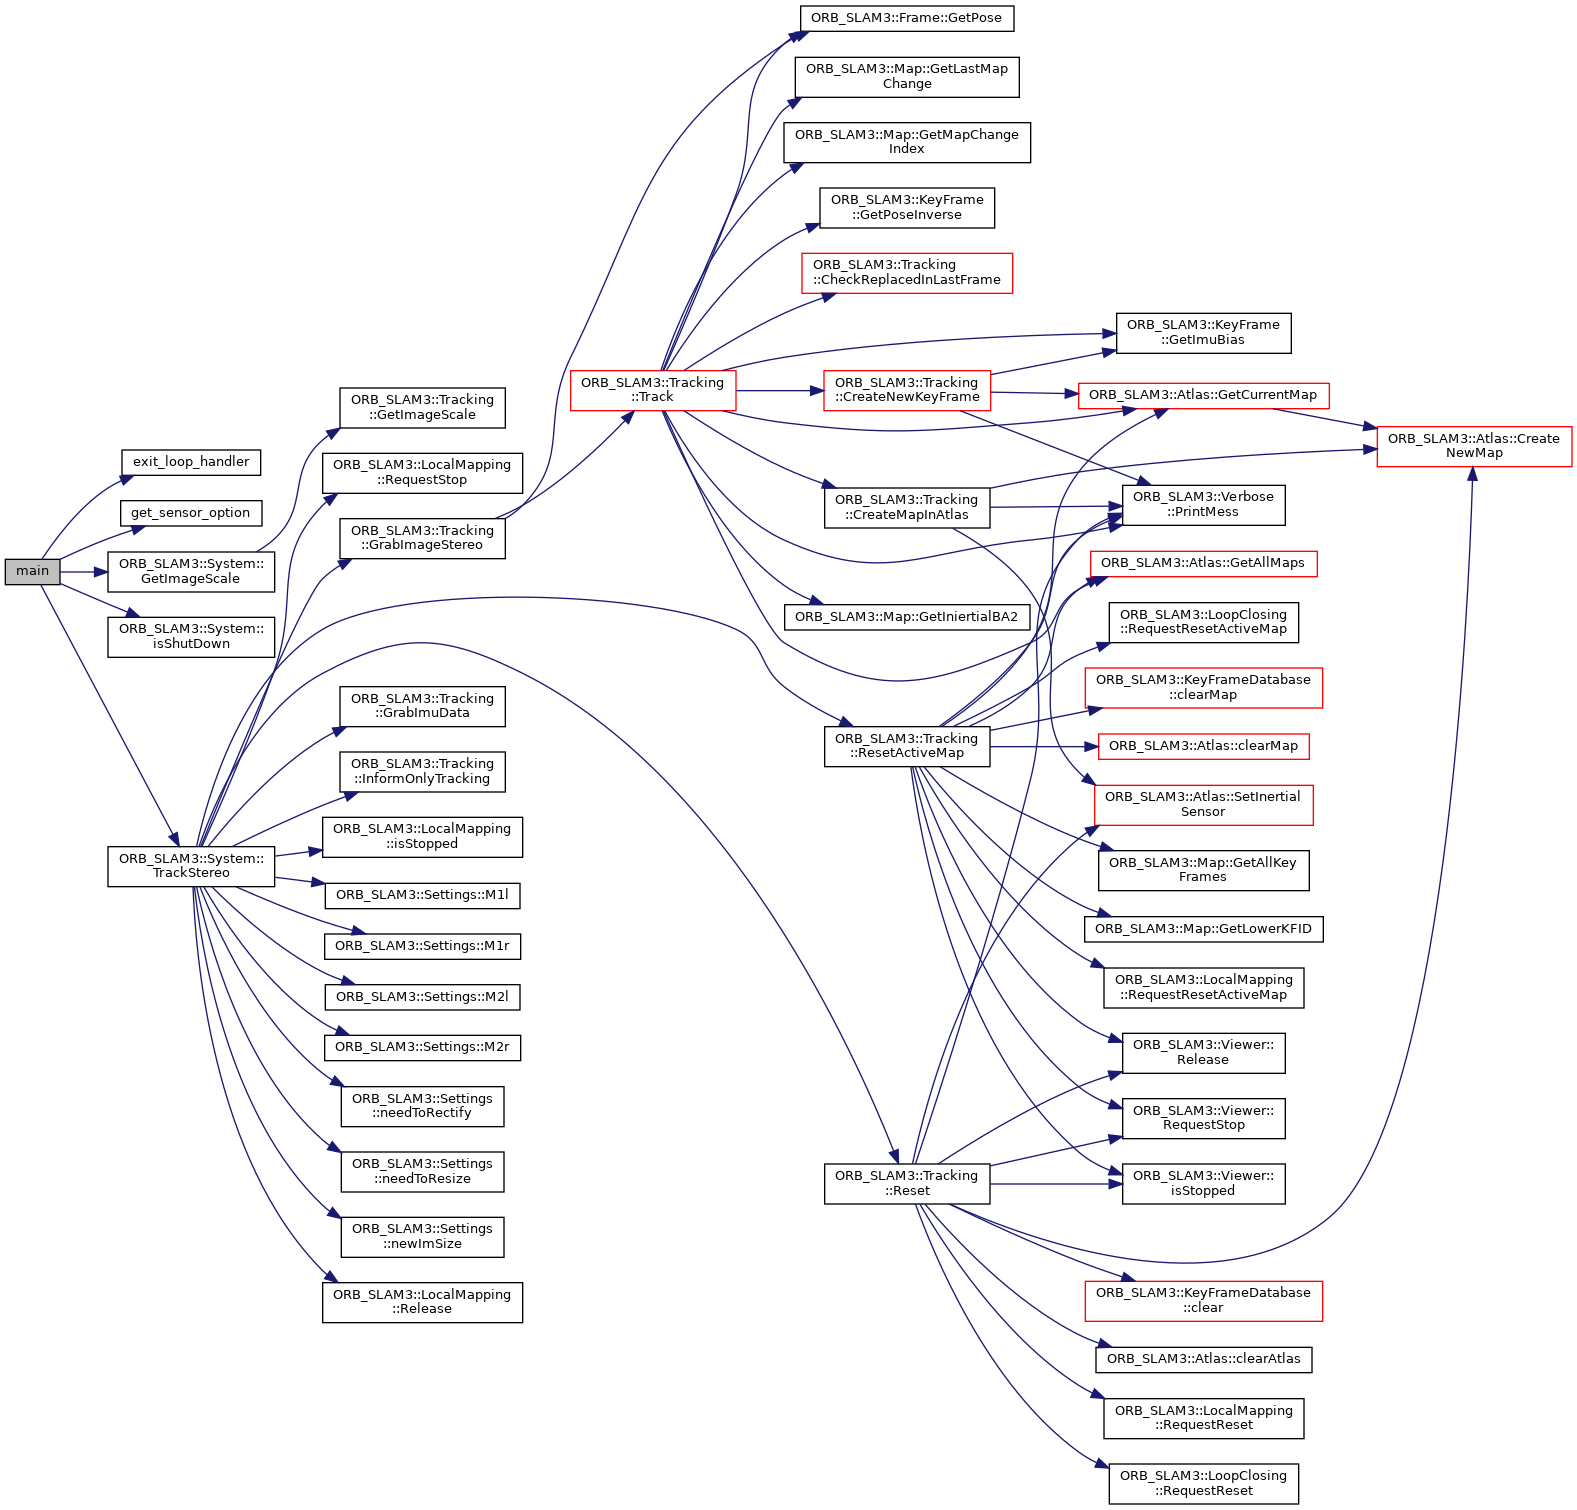 main
exit_loop_handler
get_sensor_option
ORB_SLAM3::System::
GetImageScale
ORB_SLAM3::System::
isShutDown
ORB_SLAM3::System::
TrackStereo
ORB_SLAM3::Tracking
::GetImageScale
ORB_SLAM3::LocalMapping
::RequestStop
ORB_SLAM3::Tracking
::GrabImageStereo
ORB_SLAM3::Tracking
::GrabImuData
ORB_SLAM3::Tracking
::InformOnlyTracking
ORB_SLAM3::LocalMapping
::isStopped
ORB_SLAM3::Settings::M1l
ORB_SLAM3::Settings::M1r
ORB_SLAM3::Settings::M2l
ORB_SLAM3::Settings::M2r
ORB_SLAM3::Settings
::needToRectify
ORB_SLAM3::Settings
::needToResize
ORB_SLAM3::Settings
::newImSize
ORB_SLAM3::LocalMapping
::Release
ORB_SLAM3::Tracking
::Track
ORB_SLAM3::Frame::GetPose
ORB_SLAM3::Map::GetLastMap
Change
ORB_SLAM3::Map::GetMapChange
Index
ORB_SLAM3::KeyFrame
::GetPoseInverse
ORB_SLAM3::Tracking
::CheckReplacedInLastFrame
ORB_SLAM3::Tracking
::CreateNewKeyFrame
ORB_SLAM3::Tracking
::CreateMapInAtlas
ORB_SLAM3::Map::GetIniertialBA2
ORB_SLAM3::Tracking
::ResetActiveMap
ORB_SLAM3::Tracking
::Reset
ORB_SLAM3::KeyFrame
::GetImuBias
ORB_SLAM3::Atlas::GetCurrentMap
ORB_SLAM3::Verbose
::PrintMess
ORB_SLAM3::Atlas::GetAllMaps
ORB_SLAM3::LoopClosing
::RequestResetActiveMap
ORB_SLAM3::KeyFrameDatabase
::clearMap
ORB_SLAM3::Atlas::clearMap
ORB_SLAM3::Atlas::SetInertial
Sensor
ORB_SLAM3::Map::GetAllKey
Frames
ORB_SLAM3::Map::GetLowerKFID
ORB_SLAM3::LocalMapping
::RequestResetActiveMap
ORB_SLAM3::Viewer::
Release
ORB_SLAM3::Viewer::
RequestStop
ORB_SLAM3::Viewer::
isStopped
ORB_SLAM3::KeyFrameDatabase
::clear
ORB_SLAM3::Atlas::clearAtlas
ORB_SLAM3::LocalMapping
::RequestReset
ORB_SLAM3::LoopClosing
::RequestReset
ORB_SLAM3::Atlas::Create
NewMap